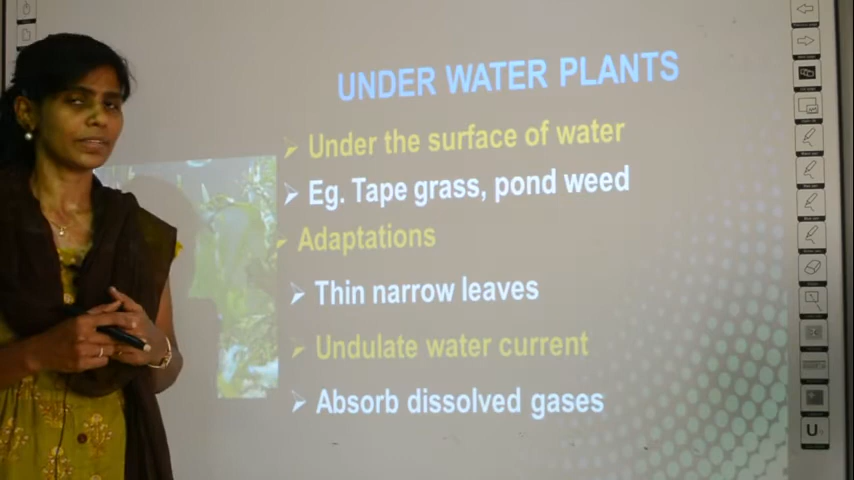 UNDER WATER PLANTS
Under the surface of water
Eg. Tape grass, pond weed
Adaptations
Thin narrow leaves
Undulate water current
Absorb dissolved gases
U